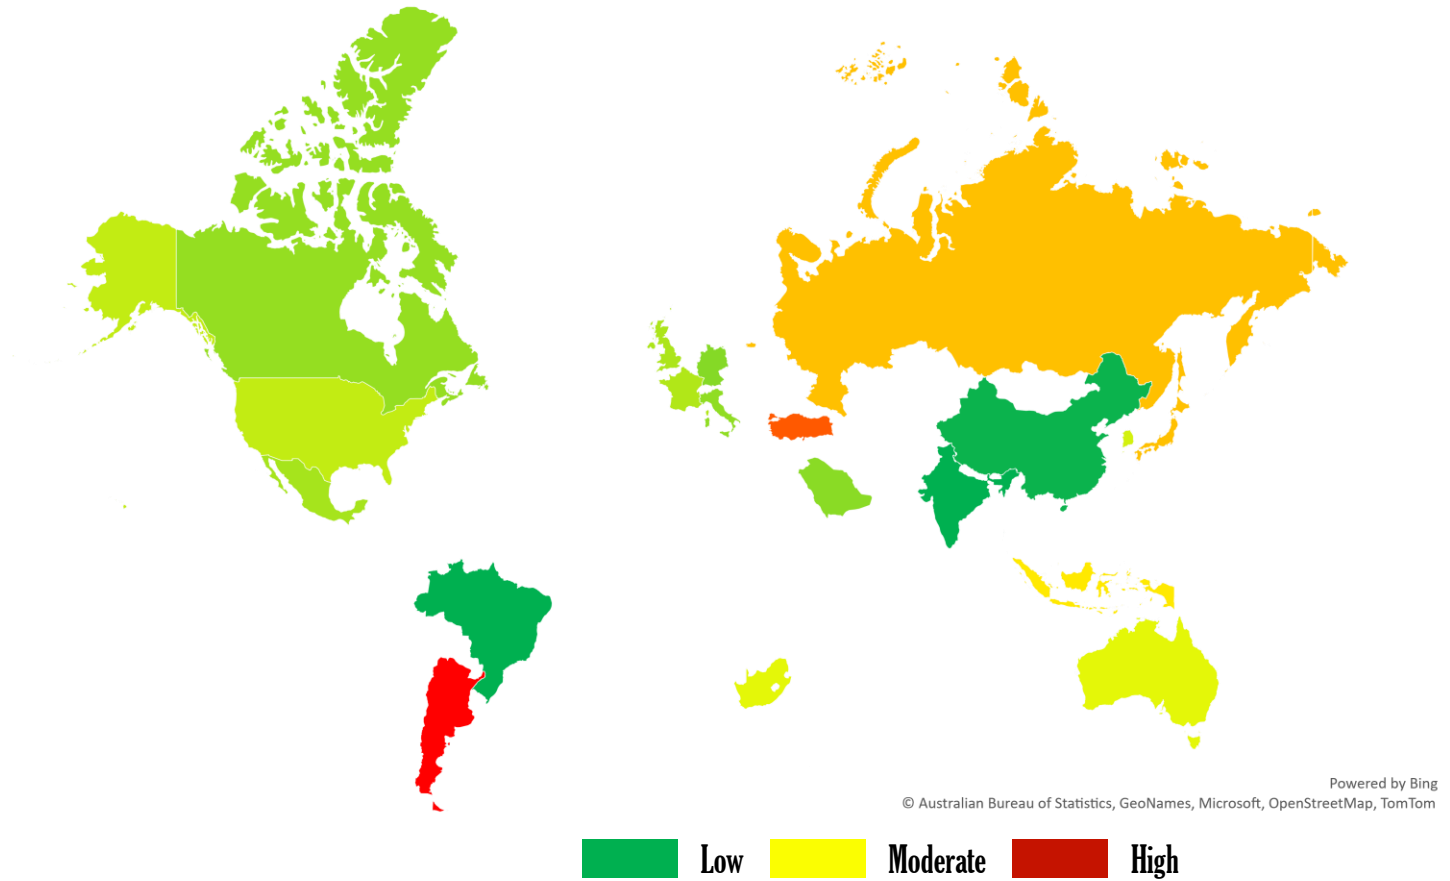 Powered by Bing
© Australian Bureau of Statistics, GeoNames, Microsoft, OpenStreetMap, TomTom
Low Moderate High